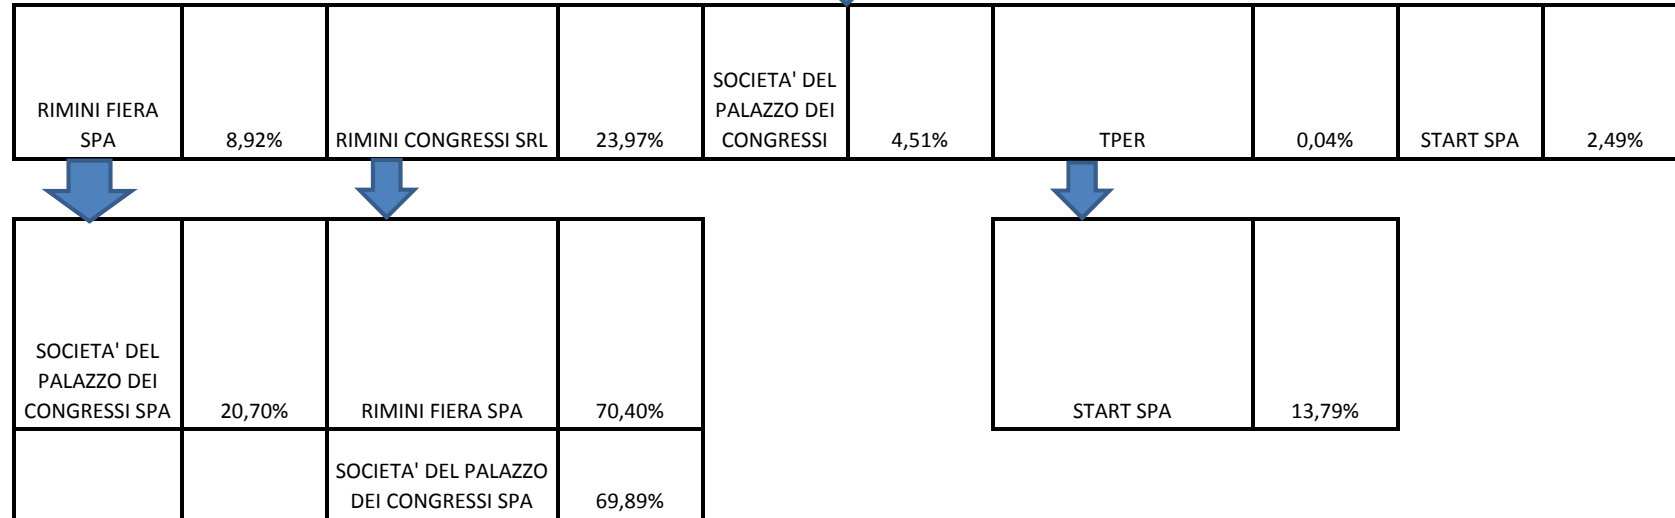 RIMINI FIERA
SPA
8,92%
RIMINI CONGRESSI SRL
23,97%
SOCIETA' DEL
PALAZZO DEI
CONGRESSI
4,51%
TPER
0,04%
START SPA
2,49%
SOCIETA' DEL
PALAZZO DEI
CONGRESSI SPA
20,70%
RIMINI FIERA SPA
70,40%
START SPA
13,79%
SOCIETA' DEL PALAZZO
DEI CONGRESSI SPA
69,89%